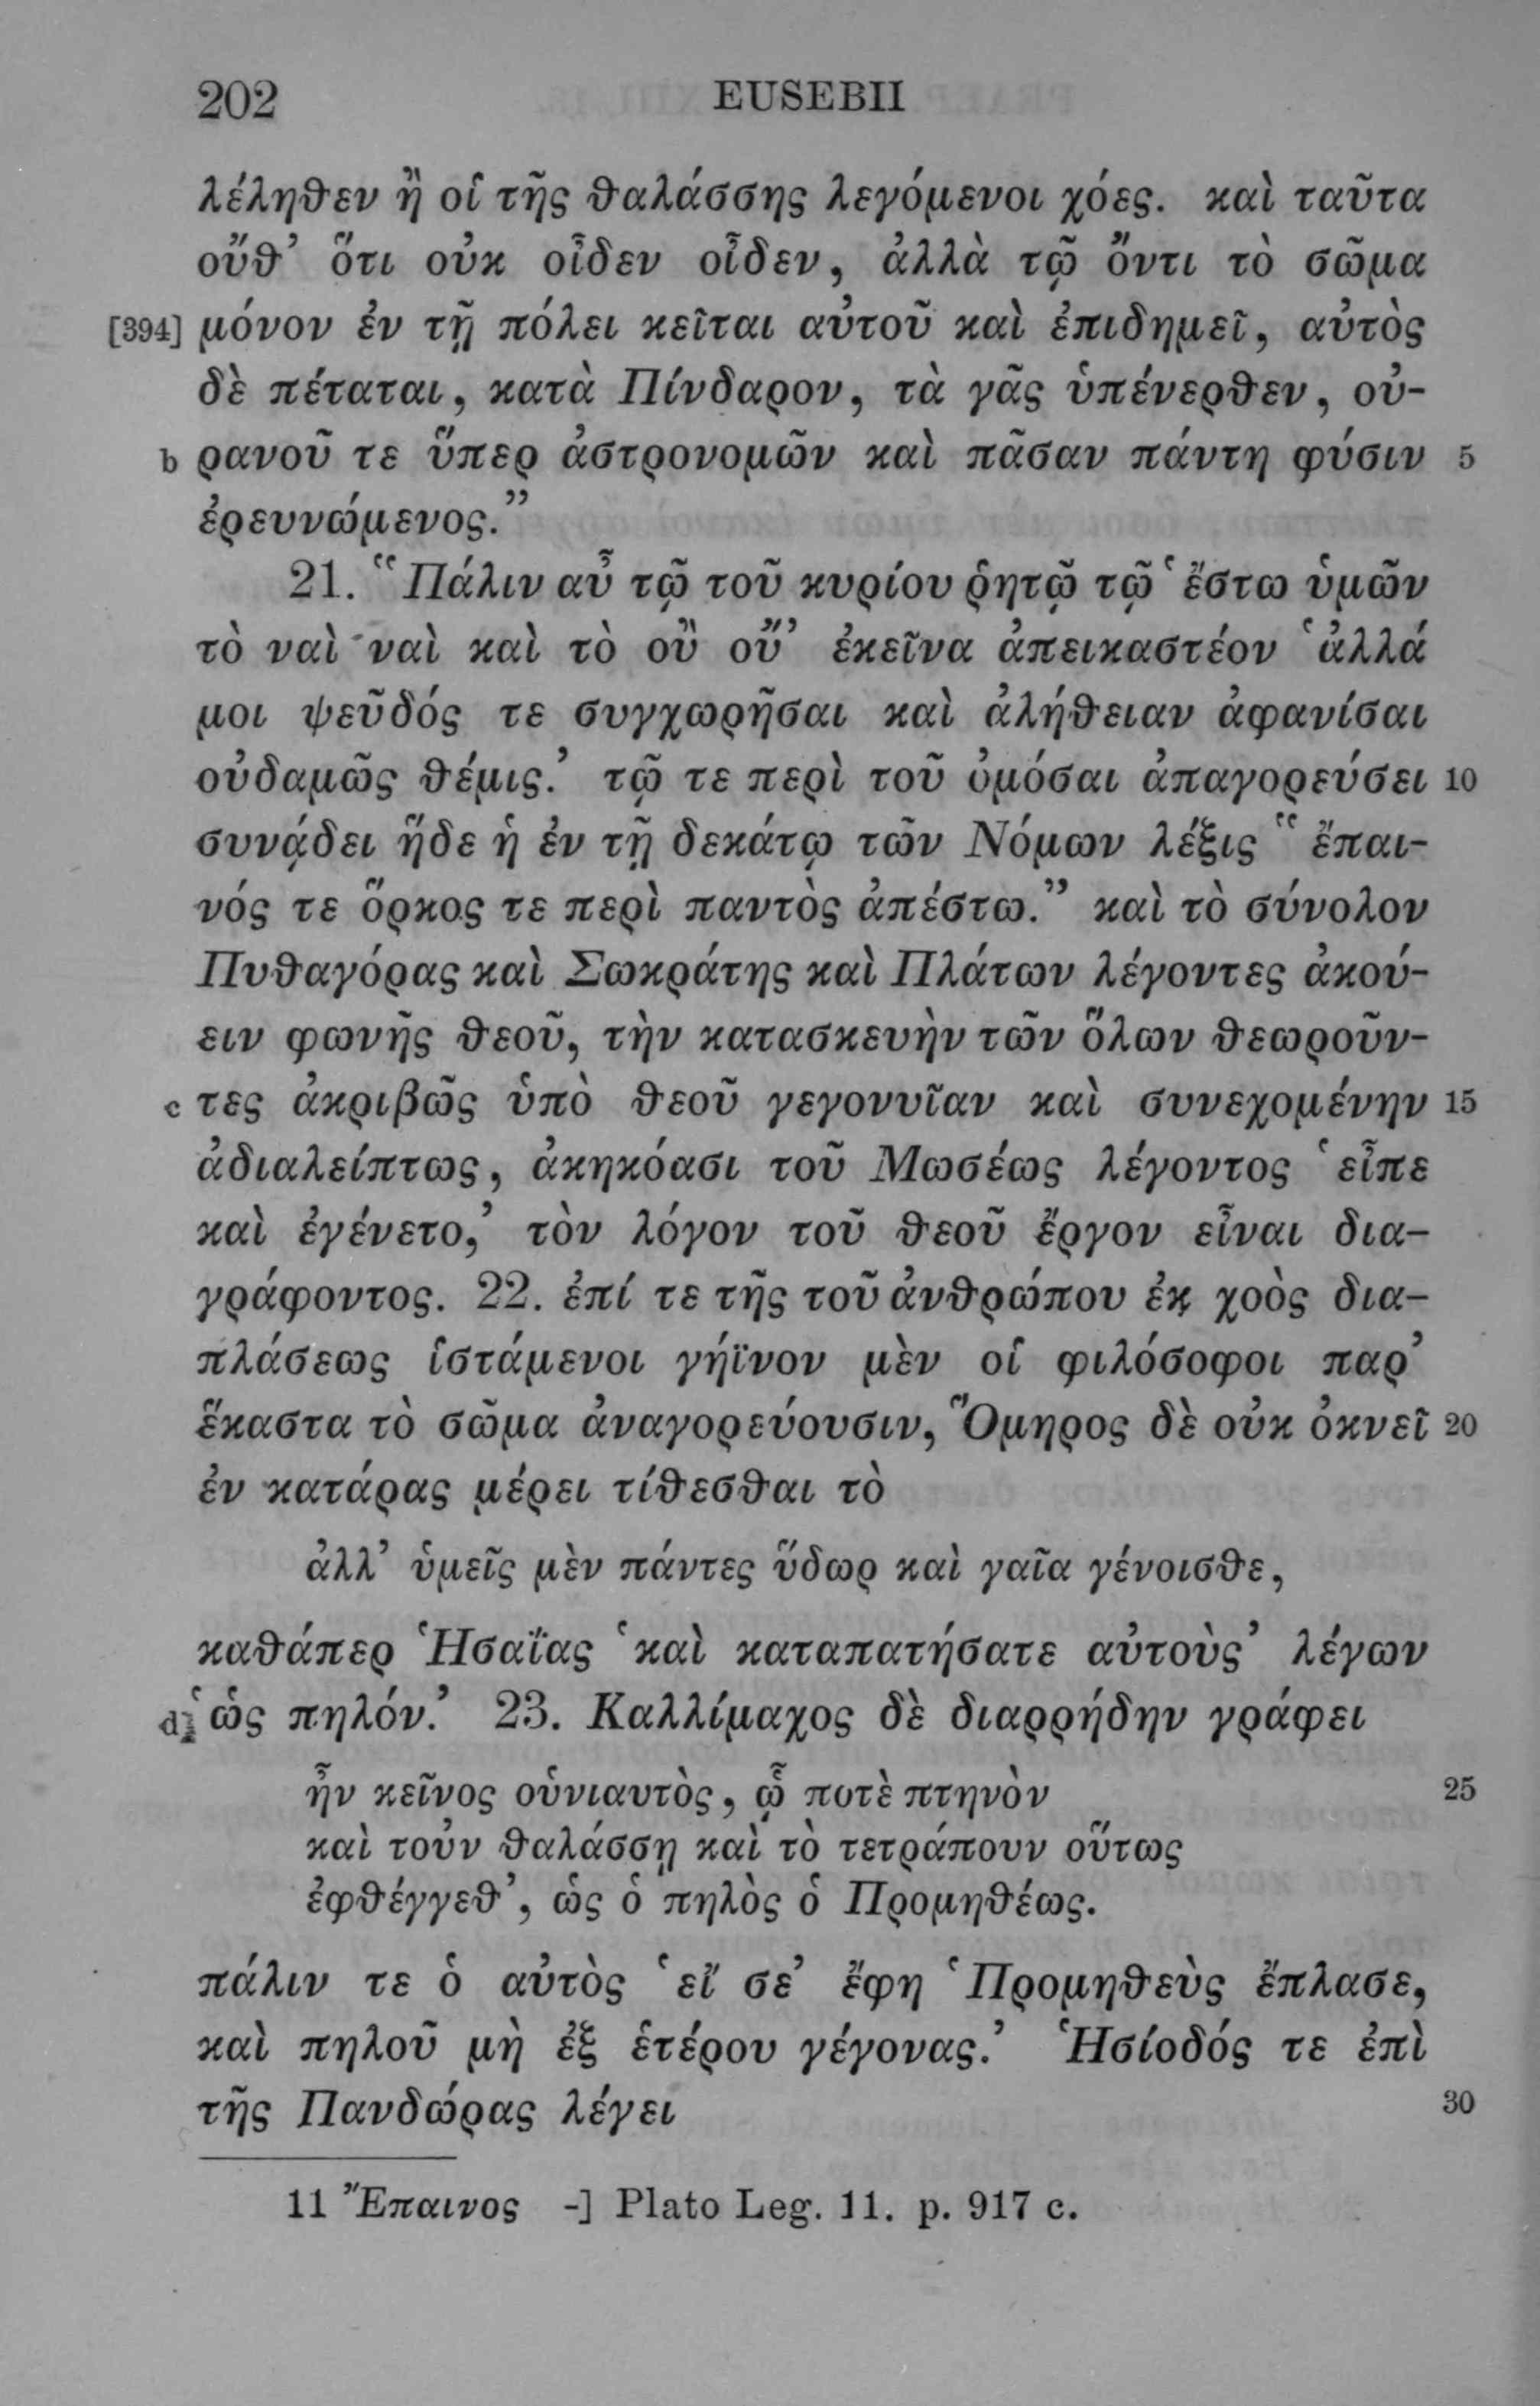 202 EUSEBII
λέληθεν ἢ οἱ τῆς θαλάσσης λεγόμενοι χόες. καὶ ταῦτα
οὔθ’ ὅτι οὐκ οἶδεν οἶδεν, ἀλλὰ τῷ ὄντι τὸ σῶμα
[394] μόνον ἐν τῇ πόλει κεῖται αὐτοῦ καὶ ἐπιδημεῖ, αὐτὸς
δὲ πέταται, κατὰ Πίνδαρον, τὰ γᾶς ὑπένερθεν, οὐ-
b ρανοῦ τε ὕπερ ἀστρονομῶν καὶ πᾶσαν πάντη φύσιν 5
ἐρευνώμενος.”
21. “Πάλιν αὖ τῷ τοῦ κυρίου ῥητῷ τῷ ‘ἔστω ὑμῶν
τὸ ναὶ ναὶ καὶ τὸ οὒ οὔ’ ἐκεῖνα ἀπεικαστέον ‘ἀλλά
μοι ψεῦδός τε συγχωρῆσαι καὶ ἀλήθειαν ἀφανίσαι
οὐδαμῶς θέμις.’ τῷ τε περὶ τοῦ ὀμόσαι ἀπαγορεύσει 10
συνᾴδει ἥδε ἡ ἐν τῇ δεκάτῳ τῶν Νόμων λέξις “ἔπαι-
νός τε ὅρκος τε περὶ παντὸς ἀπέστω.” καὶ τὸ σύνολον
Πυθαγόρας καὶ Σωκράτης καὶ Πλάτων λέγοντες ἀκού-
ειν φωνῆς θεοῦ, τὴν κατασκευὴν τῶν ὅλων θεωροῦν-
c τες ἀκριβῶς ὑπὸ θεοῦ γεγονυῖαν καὶ συνεχομένην 15
ἀδιαλείπτως, ἀκηκόασι τοῦ Μωσέως λέγοντος ‘εἶπε
καὶ ἐγένετο,’ τὸν λόγον τοῦ θεοῦ ἔργον εἶναι δια-
γράφοντος. 22. ἐπί τε τῆς τοῦ ἀνθρώπου ἐκ χοὸς δια-
πλάσεως ἱστάμενοι γήϊνον μὲν οἱ φιλόσοφοι παρ’
ἕκαστα τὸ σῶμα ἀναγορεύουσιν, Ὅμηρος δὲ οὐκ ὀκνεῖ 20
ἐν κατάρας μέρει τίθεσθαι τὸ
ἀλλ’ ὑμεῖς μὲν πάντες ὕδωρ καὶ γαῖα γένοισθε,
καθάπερ Ἡσαΐας ‘καὶ καταπατήσατε αὐτοὺς’ λέγων
d ‘ὡς πηλόν.’ 23. Καλλίμαχος δὲ διαρρήδην γράφει
ἦν κεῖνος οὑνιαυτὸς, ᾧ ποτὲ πτηνὸν 25
καὶ τοὺν θαλάσσῃ καὶ τὸ τετράπουν οὕτως
ἐφθέγγεθ’, ὡς ὁ πηλὸς ὁ Προμηθέως.
πάλιν τε ὁ αὐτὸς ‘εἴ σε’ ἔφη ‘Προμηθεὺς ἔπλασε,
καὶ πηλοῦ μὴ ἐξ ἑτέρου γέγονας.’ Ἡσίοδός τε ἐπὶ
τῆς Πανδώρας λέγει 30
11 Ἔπαινος -] Plato Leg. 11. p. 917 c.